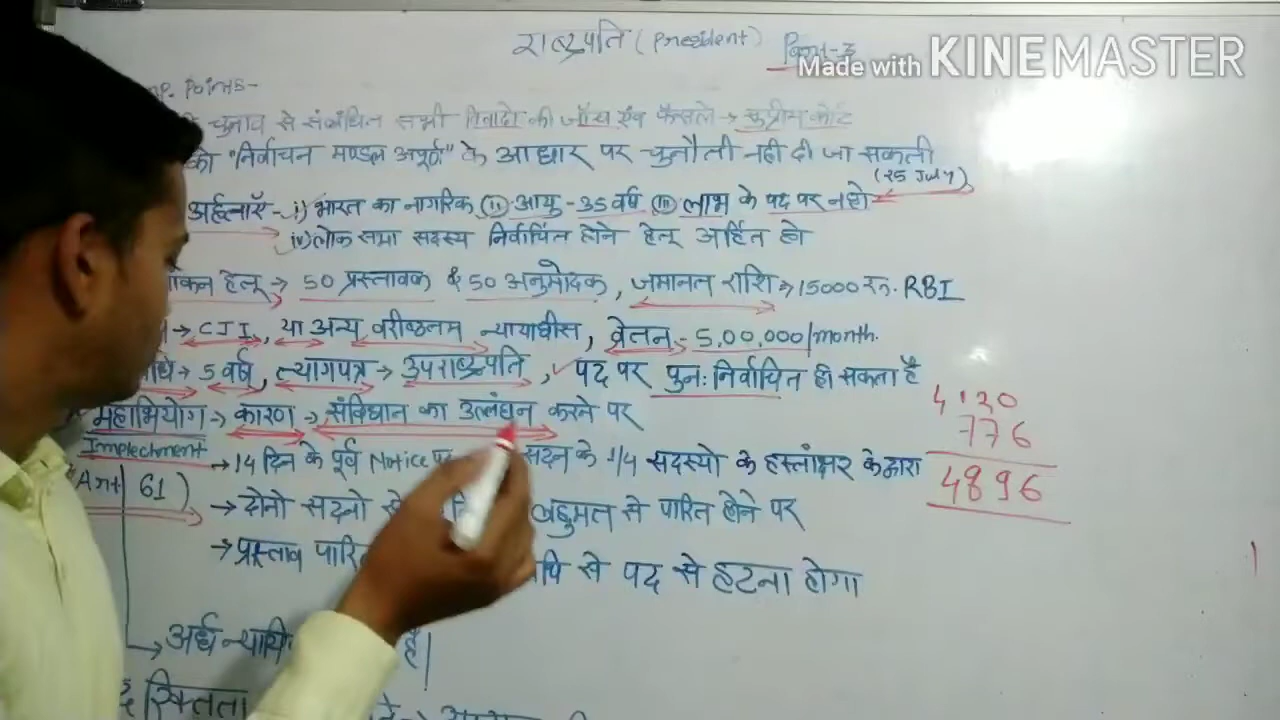 राष्ट्रपति (President)
Made with KINEMASTER
Points-
चुनाव से संबंधित सभी विवादो की जाँच एंव फैसले → सुप्रीम कोर्ट
को "निर्वाचन मण्डल अपूर्ण" के आधार पर चुनौती नही दी जा सकती
(25 July)
अर्हताएँ - i) भारत का नागरिक (ii) आयु - 35 वर्ष (iii) लाभ के पद पर न हो
iv) लोक सभा सदस्य निर्वाचित होने हेतू अर्हित हो
हेतू → 50 प्रस्तावक & 50 अनुमोदक, जमानत राशि → 15000 रू. RBI
→ CJI, या अन्य वरीष्ठतम न्यायाधीस, वेतन - 5,00,000/month.
→ 5 वर्ष, त्यागपत्र → उपराष्ट्रपति, पद पर पुनः निर्वाचित हो सकता है
महाभियोग → कारण → संविधान का उल्लंघन करने पर
4120
776
4896
Implechment
→ 14 दिन के पूर्व Notice सदन के 1/4 सदस्यो के हस्तांक्षर के द्वारा
Art 61)
→ दोनो सदनो बहुमत से पारित होने पर
→ प्रस्ताव से पद से हटना होगा
→ अर्ध है।